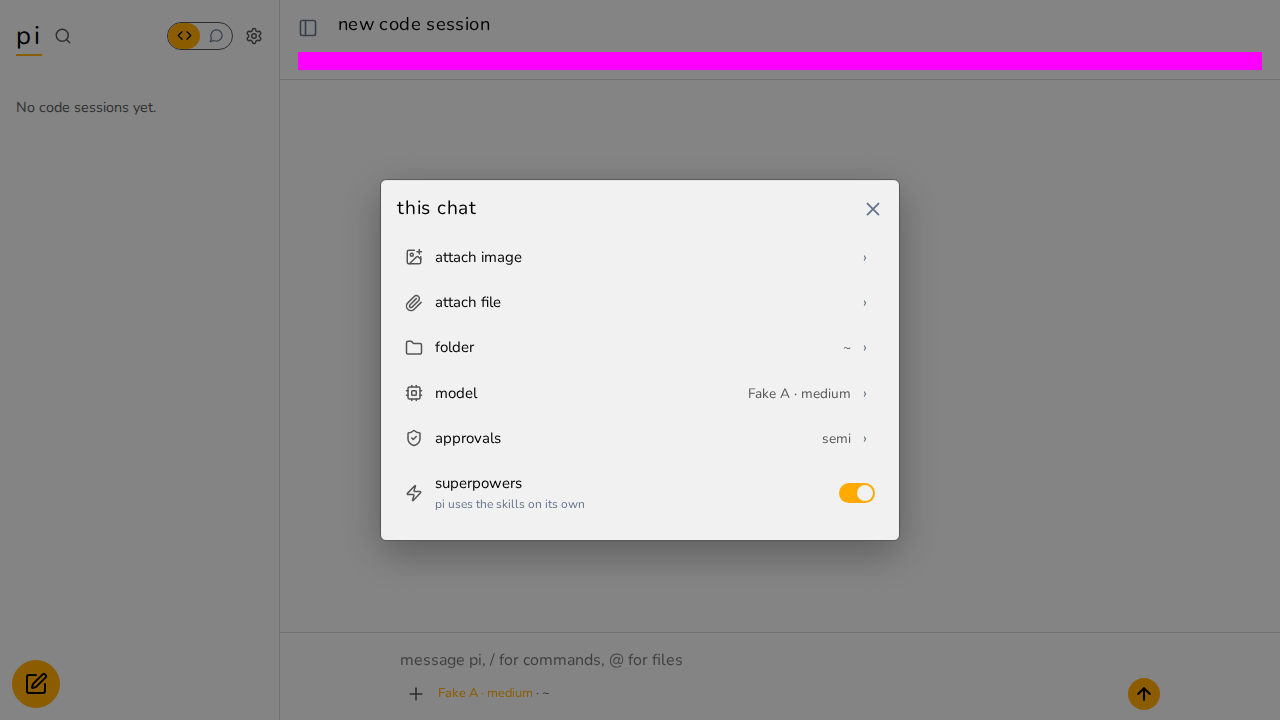 pi
new code session
No code sessions yet.
this chat
attach image
attach file
folder ~
model Fake A · medium
approvals semi
superpowers
pi uses the skills on its own
message pi, / for commands, @ for files
Fake A · medium · ~